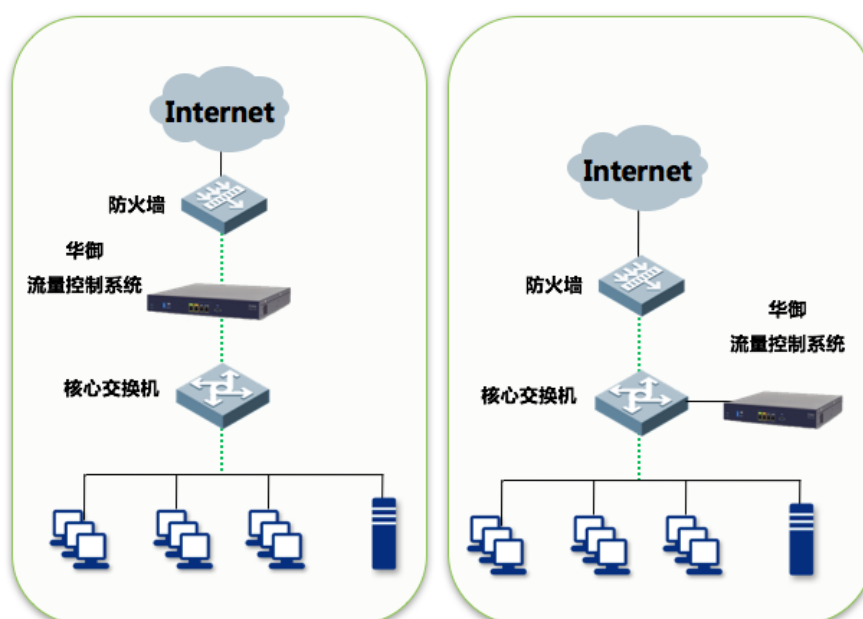 Internet
防火墙
华御
流量控制系统
核心交换机
Internet
防火墙
华御
流量控制系统
核心交换机